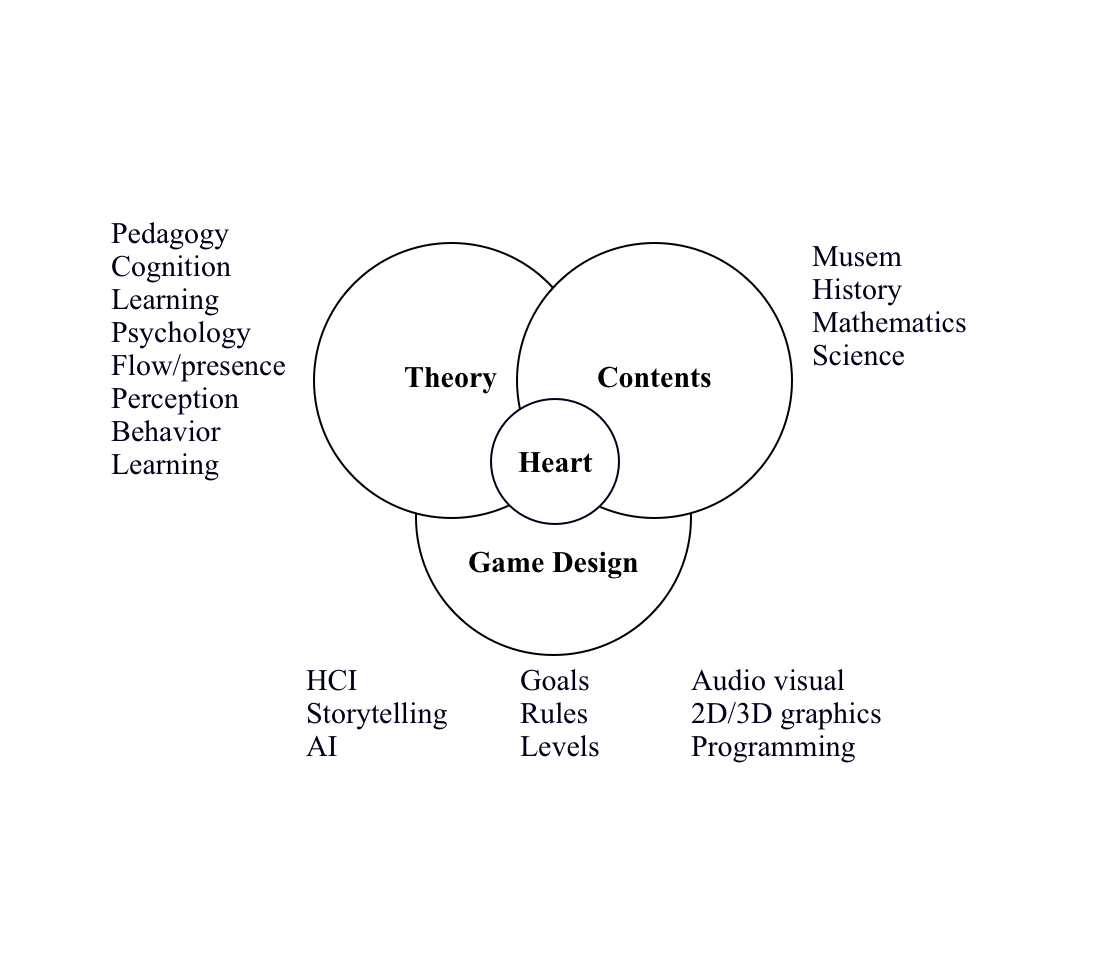 Pedagogy
Cognition
Learning
Psychology
Flow/presence
Perception
Behavior
Learning
Theory
Contents
Heart
Game Design
Musem
History
Mathematics
Science
HCI
Storytelling
AI
Goals
Rules
Levels
Audio visual
2D/3D graphics
Programming